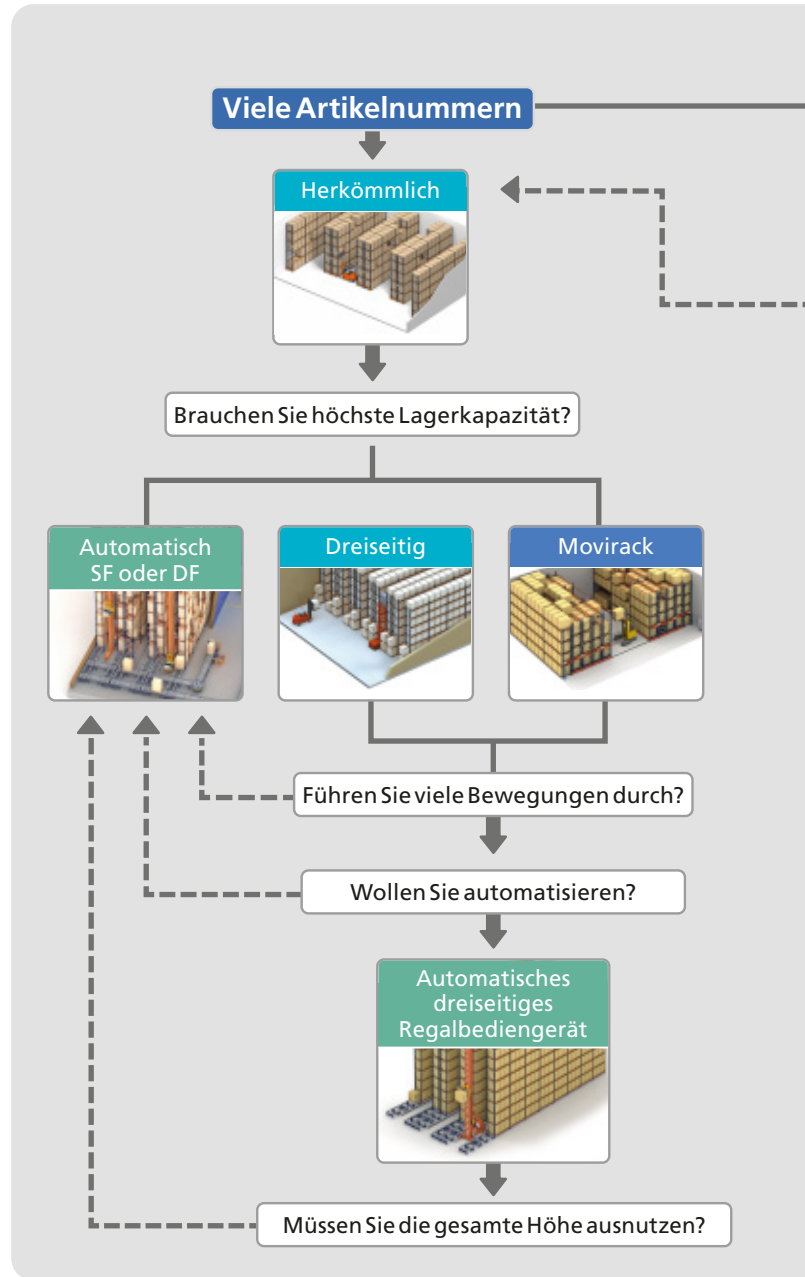 Viele Artikelnummern
Herkömmlich
Brauchen Sie höchste Lagerkapazität?
Automatisch
SF oder DF
Dreiseitig
Movirack
Führen Sie viele Bewegungen durch?
Wollen Sie automatisieren?
Automatisches
dreiseitiges
Regalbediengerät
Müssen Sie die gesamte Höhe ausnutzen?